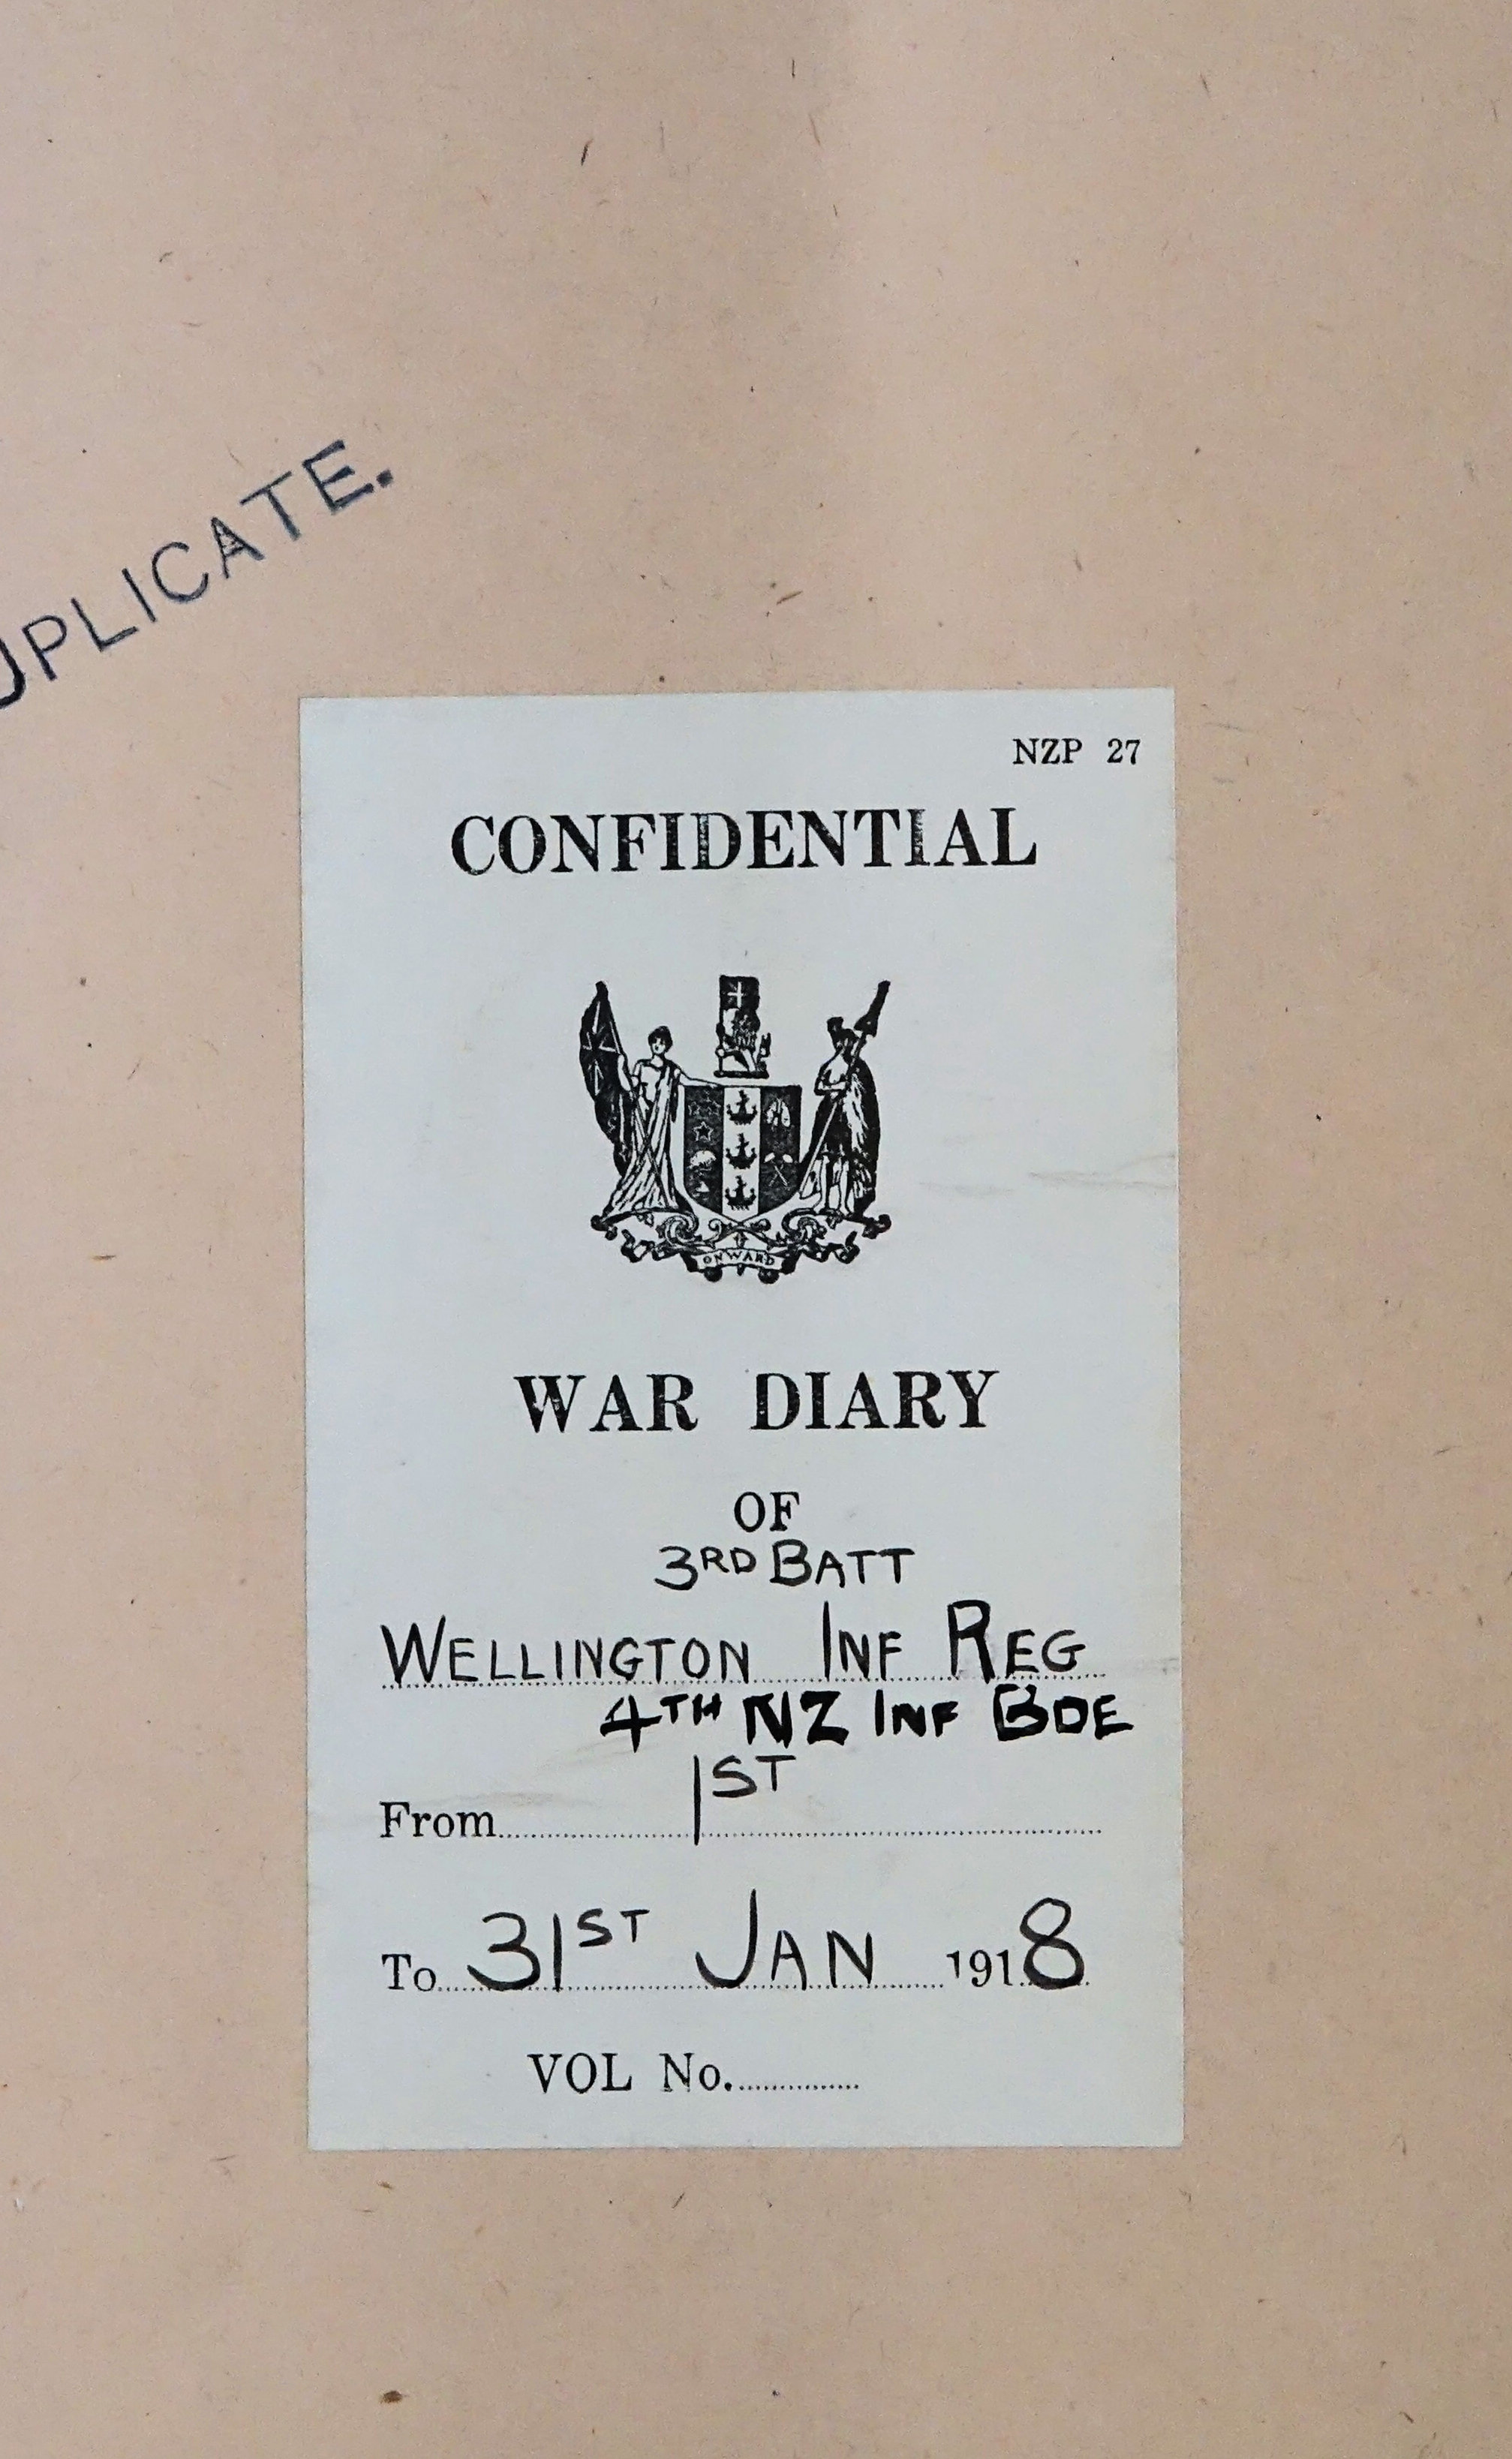 UPLICATE.
NZP 27
CONFIDENTIAL
ONWARD
WAR DIARY
OF
3RD BATT
WELLINGTON INF REG
4TH NZ INF BDE
From 1ST
To 31ST JAN 1918
VOL No.